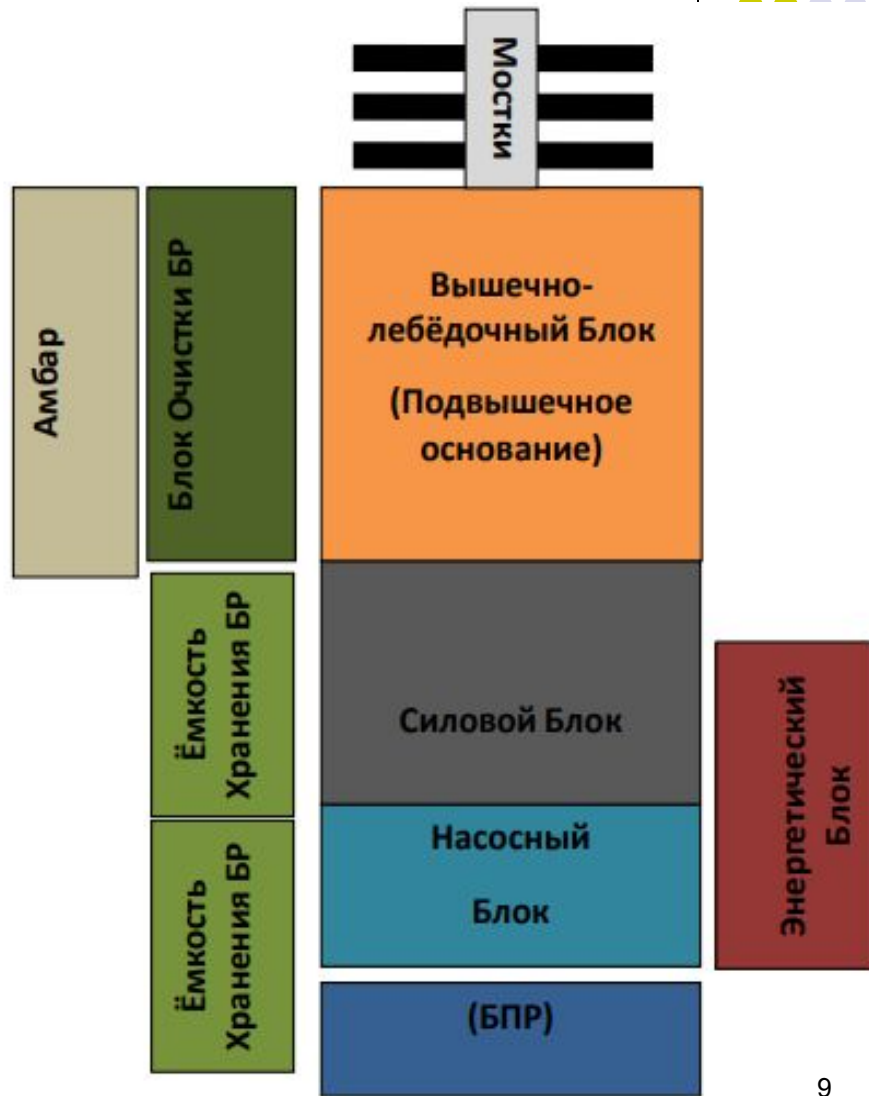 Мостки
Амбар
Блок Очистки БР
Вышечно-
лебёдочный Блок
(Подвышечное
основание)
Ёмкость
Хранения БР
Силовой Блок
Энергетический
Блок
Насосный
Блок
Ёмкость
Хранения БР
(БПР)
9